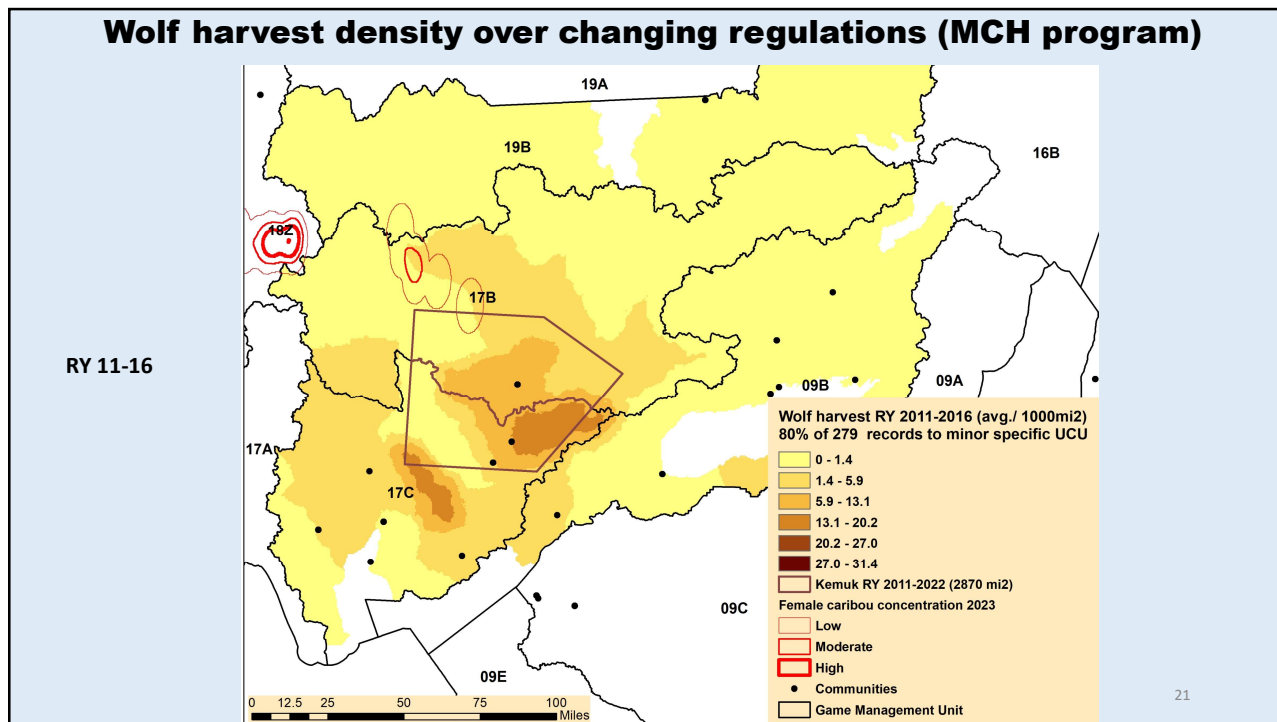 Wolf harvest density over changing regulations (MCH program)
RY 11-16
19A
19B
16B
18Z
17B
09B
09A
17A
17C
09C
09E
Wolf harvest RY 2011-2016 (avg./ 1000mi2)
80% of 279 records to minor specific UCU
0 - 1.4
1.4 - 5.9
5.9 - 13.1
13.1 - 20.2
20.2 - 27.0
27.0 - 31.4
Kemuk RY 2011-2022 (2870 mi2)
Female caribou concentration 2023
Low
Moderate
High
Communities
Game Management Unit
0 12.5 25 50 75 100
Miles
21